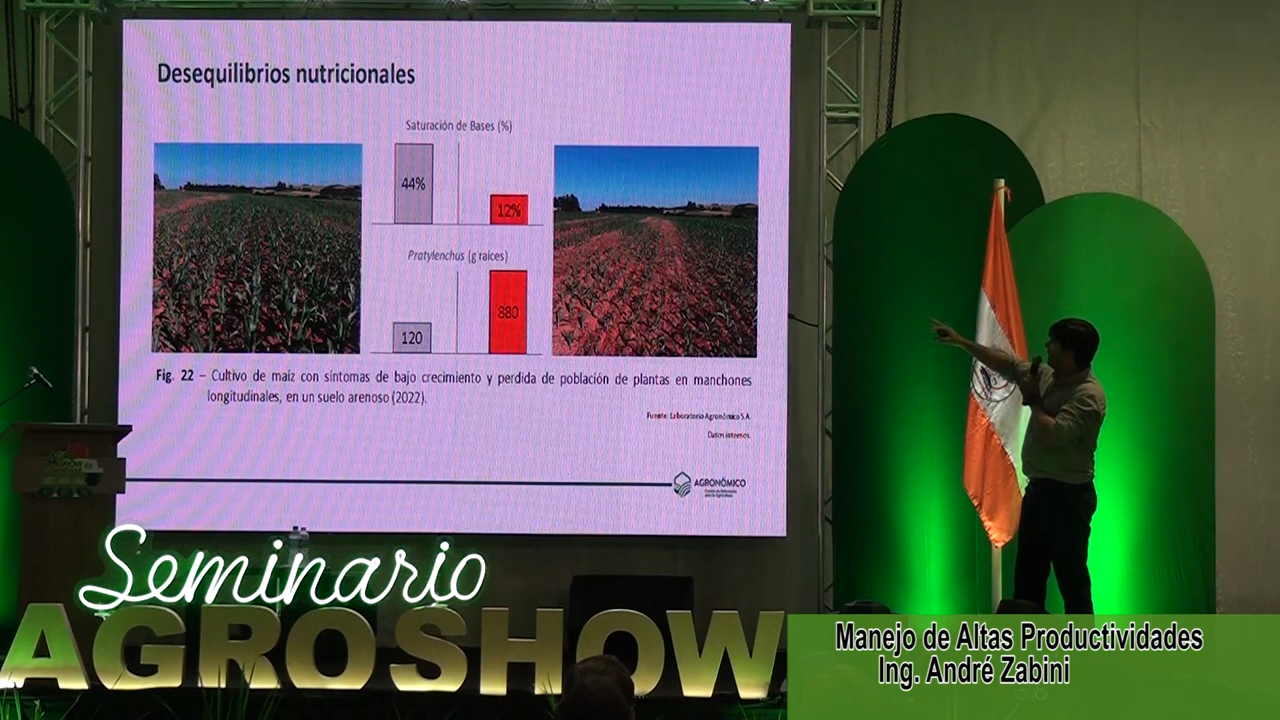 Desequilibrios nutricionales
Saturación de Bases (%)
44%
12%
Pratylenchus (g raíces)
120
880
Fig. 22 – Cultivo de maíz con síntomas de bajo crecimiento y perdida de población de plantas en manchones
longitudinales, en un suelo arenoso (2022).
Fuente: Laboratorio Agronómico S.A.
Datos internos.
AGRONÓMICO
AGROSHOW
Seminario
AGROSHOW
Manejo de Altas Productividades
Ing. André Zabini